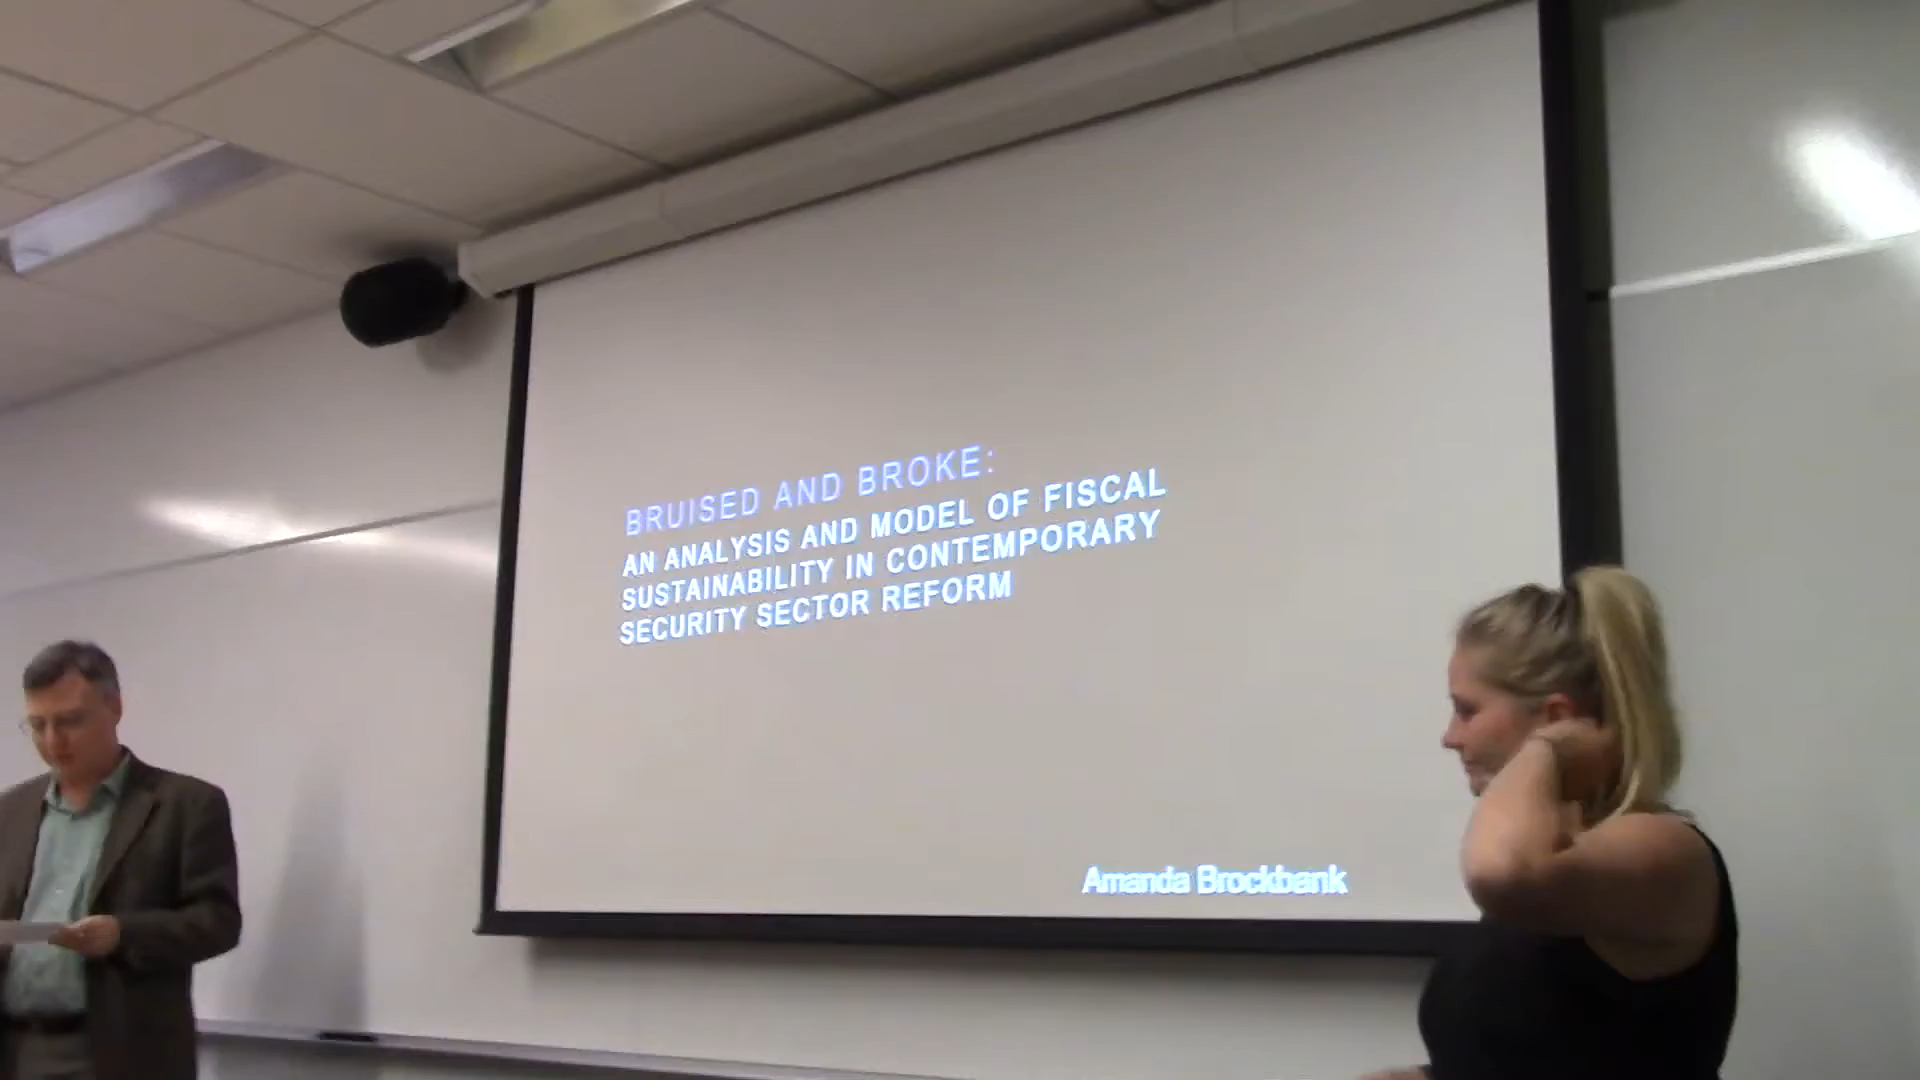 BRUISED AND BROKE:
AN ANALYSIS AND MODEL OF FISCAL
SUSTAINABILITY IN CONTEMPORARY
SECURITY SECTOR REFORM
Amanda Brockbank